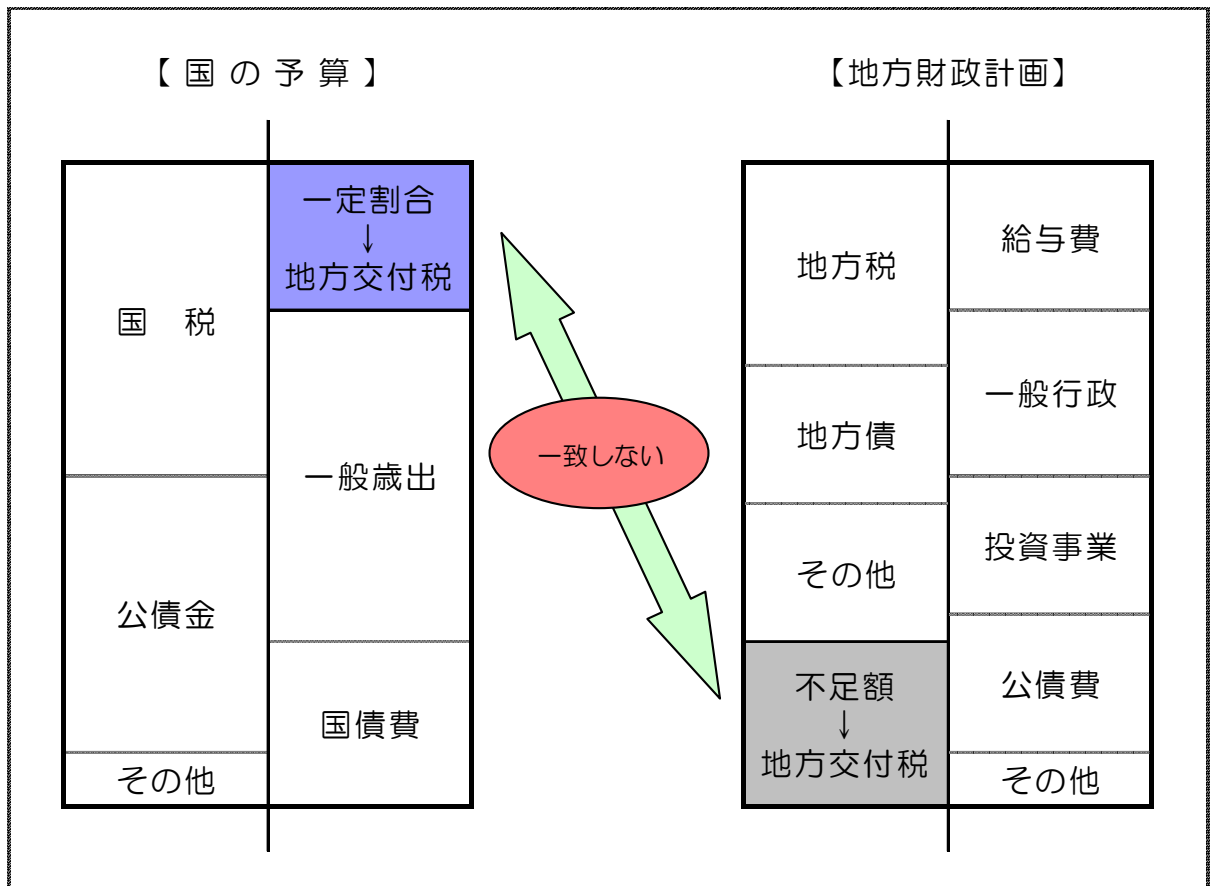 【 国 の 予 算 】
国　税
公債金
その他
一定割合
↓
地方交付税
一般歳出
国債費
一致しない
【地方財政計画】
地方税
地方債
その他
不足額
↓
地方交付税
給与費
一般行政
投資事業
公債費
その他